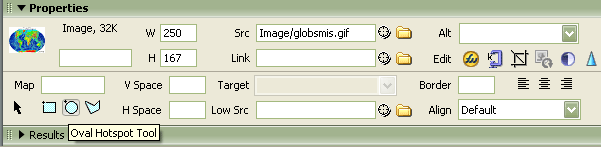 Properties
Image, 32K W 250 Src Image/globsmis.gif Alt
H 167 Link Edit
Map V Space Target Border
H Space Low Src Align Default
Results Oval Hotspot Tool